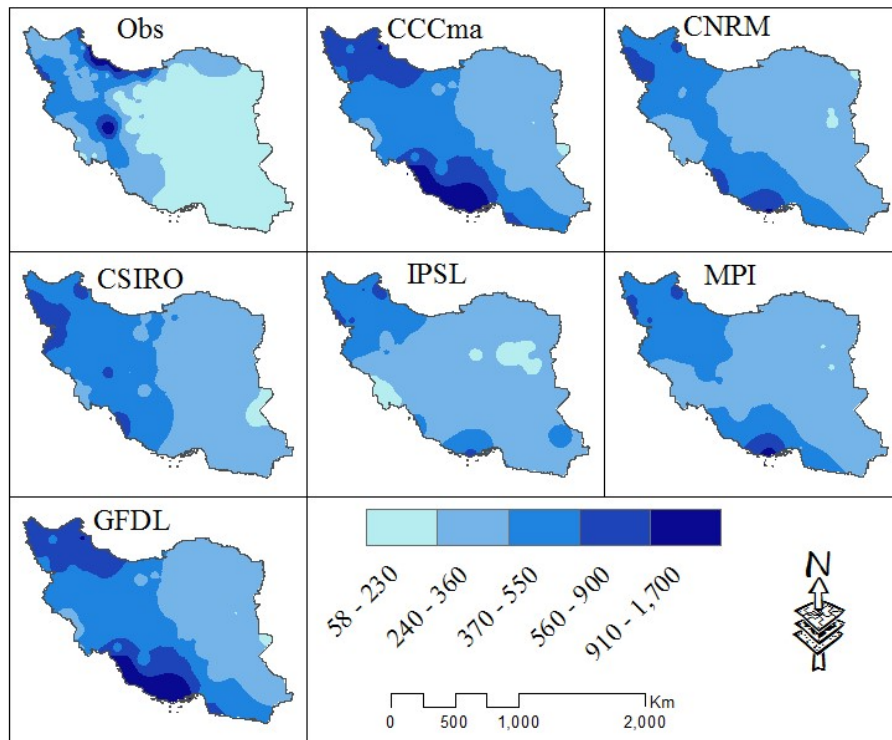 Obs
CCCma
CNRM
CSIRO
IPSL
MPI
GFDL
58 - 230
240 - 360
370 - 550
560 - 900
910 - 1,700
N
Km
0 500 1,000 2,000